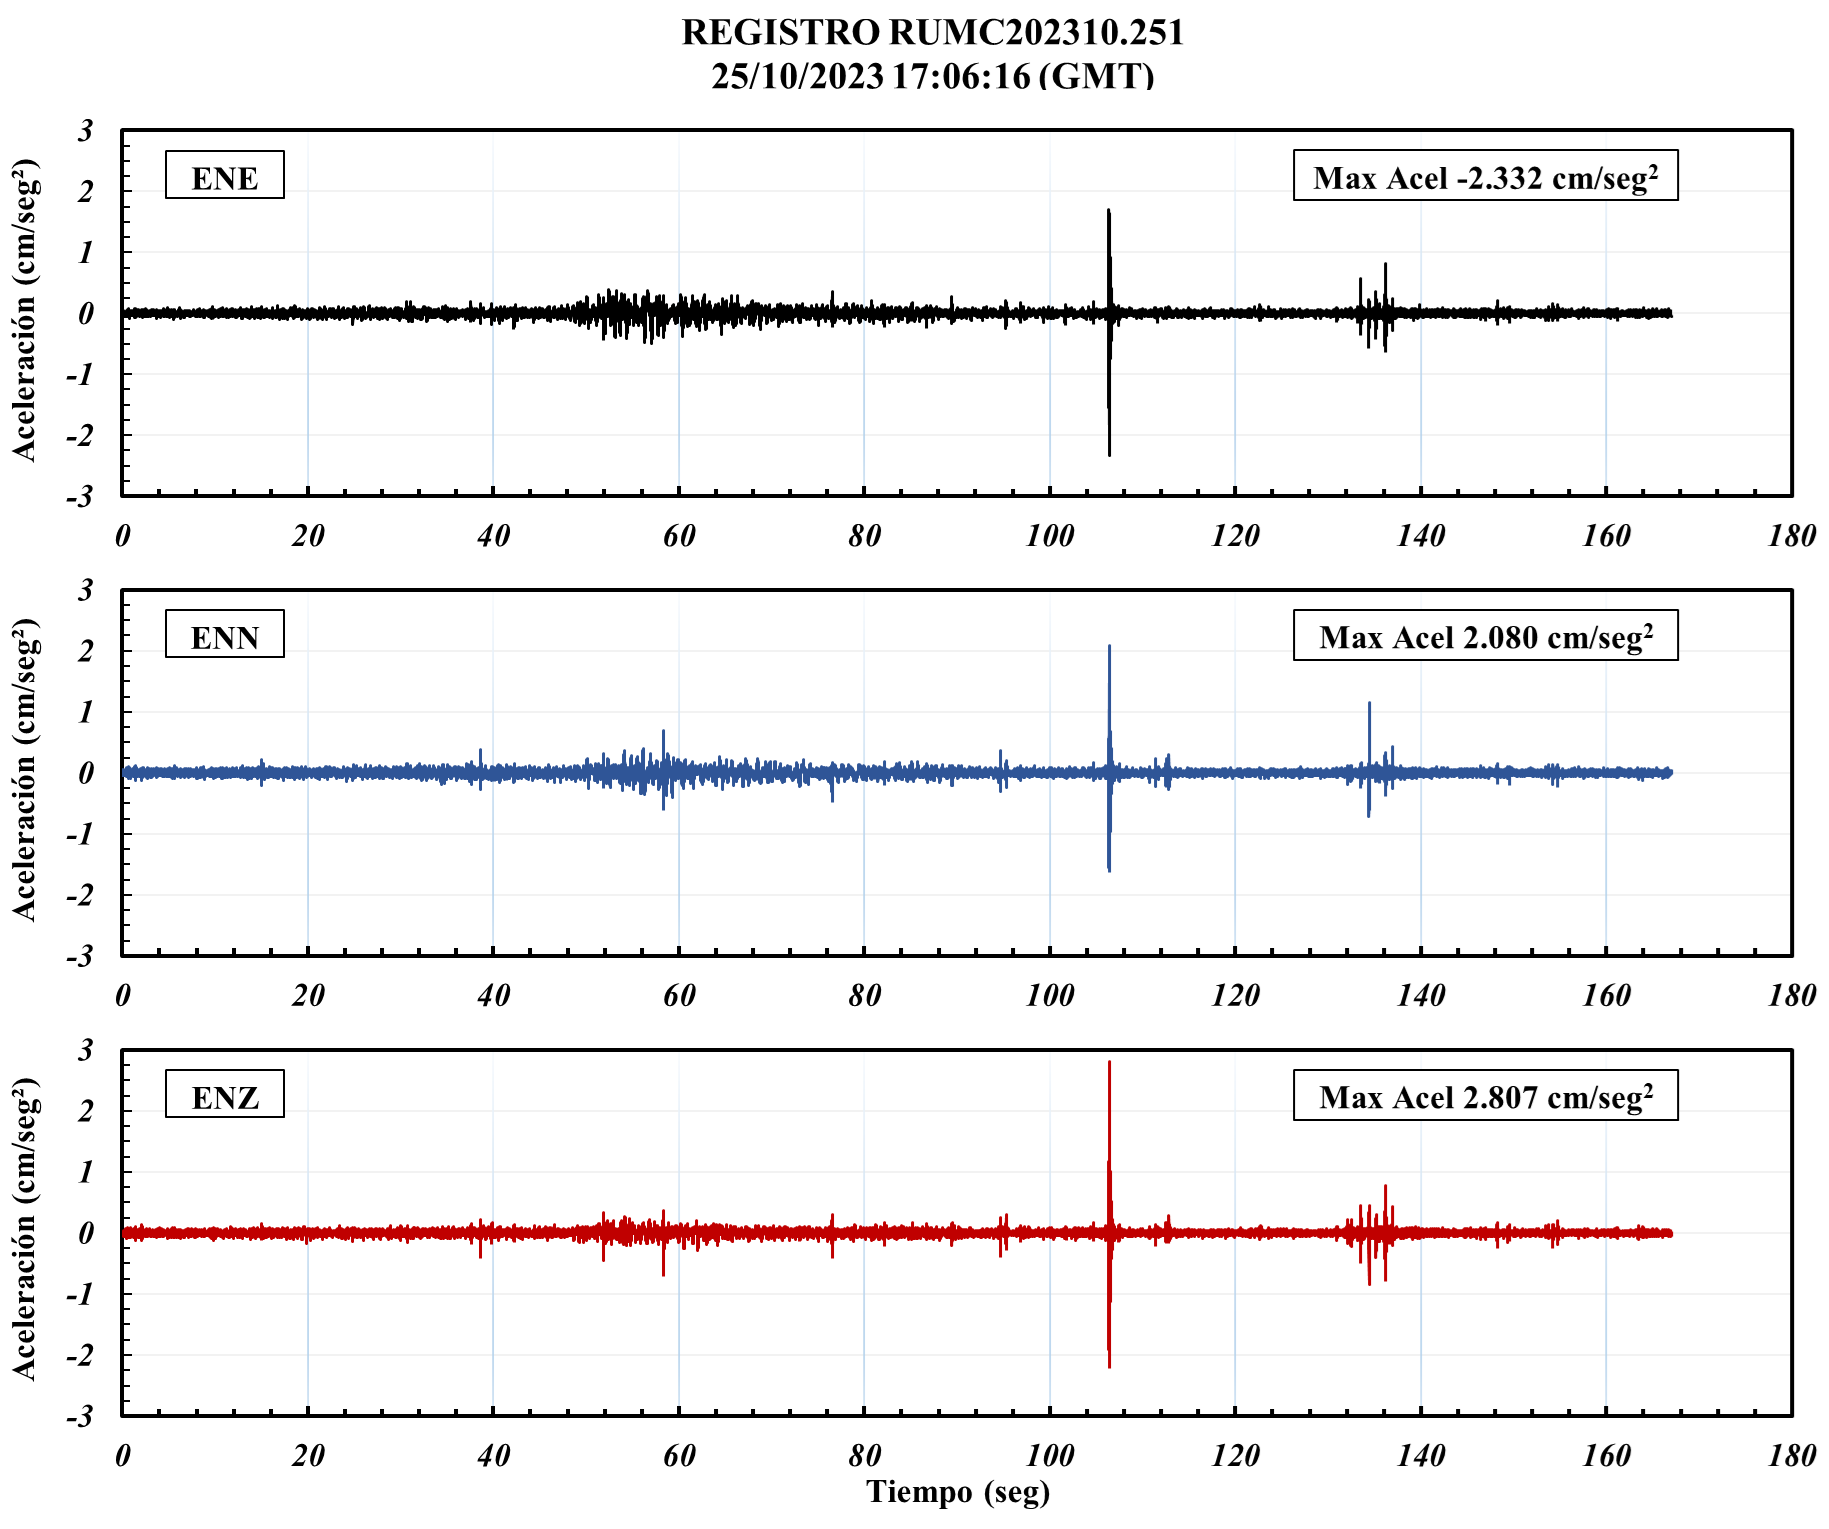 REGISTRO RUMC202310.251
25/10/2023 17:06:16 (GMT)
Aceleración (cm/seg²)
3
2
1
0
-1
-2
-3
ENE
Max Acel -2.332 cm/seg²
0 20 40 60 80 100 120 140 160 180
Aceleración (cm/seg²)
3
2
1
0
-1
-2
-3
ENN
Max Acel 2.080 cm/seg²
0 20 40 60 80 100 120 140 160 180
Aceleración (cm/seg²)
3
2
1
0
-1
-2
-3
ENZ
Max Acel 2.807 cm/seg²
0 20 40 60 80 100 120 140 160 180
Tiempo (seg)